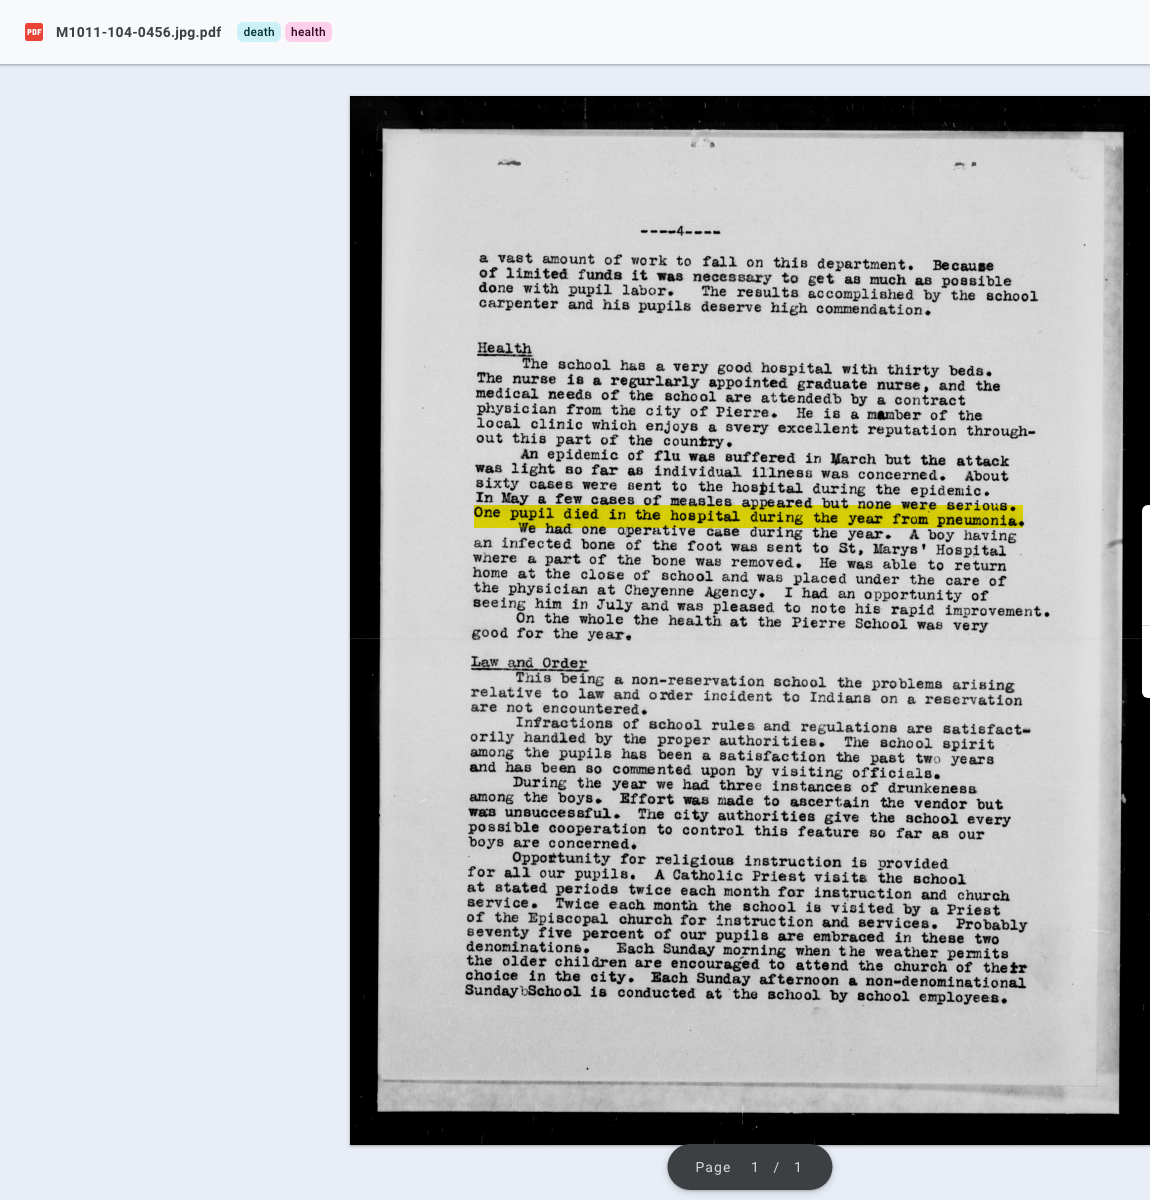 PDF M1011-104-0456.jpg.pdf death health
----4----
a vast amount of work to fall on this department. Because
of limited funds it was necessary to get as much as possible
done with pupil labor. The results accomplished by the school
carpenter and his pupils deserve high commendation.
Health
The school has a very good hospital with thirty beds.
The nurse is a regurlarly appointed graduate nurse, and the
medical needs of the school are attendedb by a contract
physician from the city of Pierre. He is a mamber of the
local clinic which enjoys a svery excellent reputation through-
out this part of the country.
An epidemic of flu was suffered in March but the attack
was light so far as individual illness was concerned. About
sixty cases were sent to the hospital during the epidemic.
In May a few cases of measles appeared but none were serious.
One pupil died in the hospital during the year from pneumonia.
We had one operative case during the year. A boy having
an infected bone of the foot was sent to St, Marys' Hospital
where a part of the bone was removed. He was able to return
home at the close of school and was placed under the care of
the physician at Cheyenne Agency. I had an opportunity of
seeing him in July and was pleased to note his rapid improvement.
On the whole the health at the Pierre School was very
good for the year.
Law and Order
This being a non-reservation school the problems arising
relative to law and order incident to Indians on a reservation
are not encountered.
Infractions of school rules and regulations are satisfact-
orily handled by the proper authorities. The school spirit
among the pupils has been a satisfaction the past two years
and has been so commented upon by visiting officials.
During the year we had three instances of drunkeness
among the boys. Effort was made to ascertain the vendor but
was unsuccessful. The city authorities give the school every
possible cooperation to control this feature so far as our
boys are concerned.
Opportunity for religious instruction is provided
for all our pupils. A Catholic Priest visits the school
at stated periods twice each month for instruction and church
service. Twice each month the school is visited by a Priest
of the Episcopal church for instruction and services. Probably
seventy five percent of our pupils are embraced in these two
denominations. Each Sunday morning when the weather permits
the older children are encouraged to attend the church of their
choice in the city. Each Sunday afternoon a non-denominational
SundaybSchool is conducted at the school by school employees.
Page 1 / 1